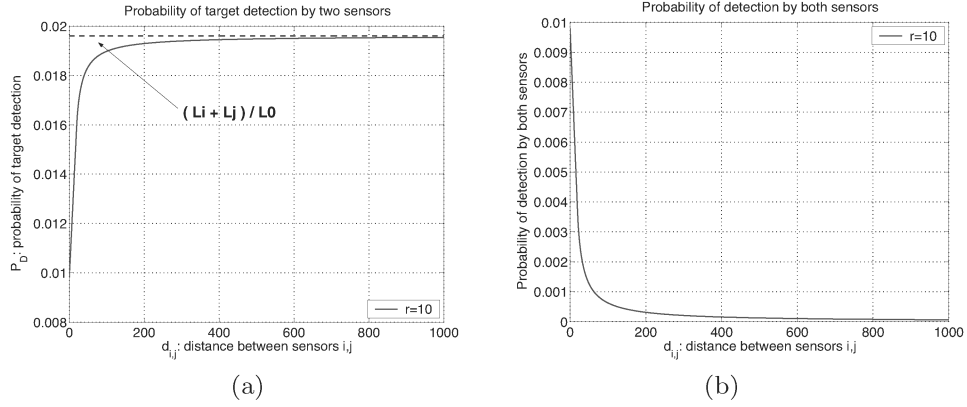 Probability of target detection by two sensors
0.02
0.018
0.016
0.014
0.012
0.01
0.008
P_D: probability of target detection
( Li + Lj ) / L0
r=10
0 200 400 600 800 1000
d_i,j: distance between sensors i,j
(a)
Probability of detection by both sensors
0.01
0.009
0.008
0.007
0.006
0.005
0.004
0.003
0.002
0.001
0
Probability of detection by both sensors
r=10
0 200 400 600 800 1000
d_i,j: distance between sensors i,j
(b)